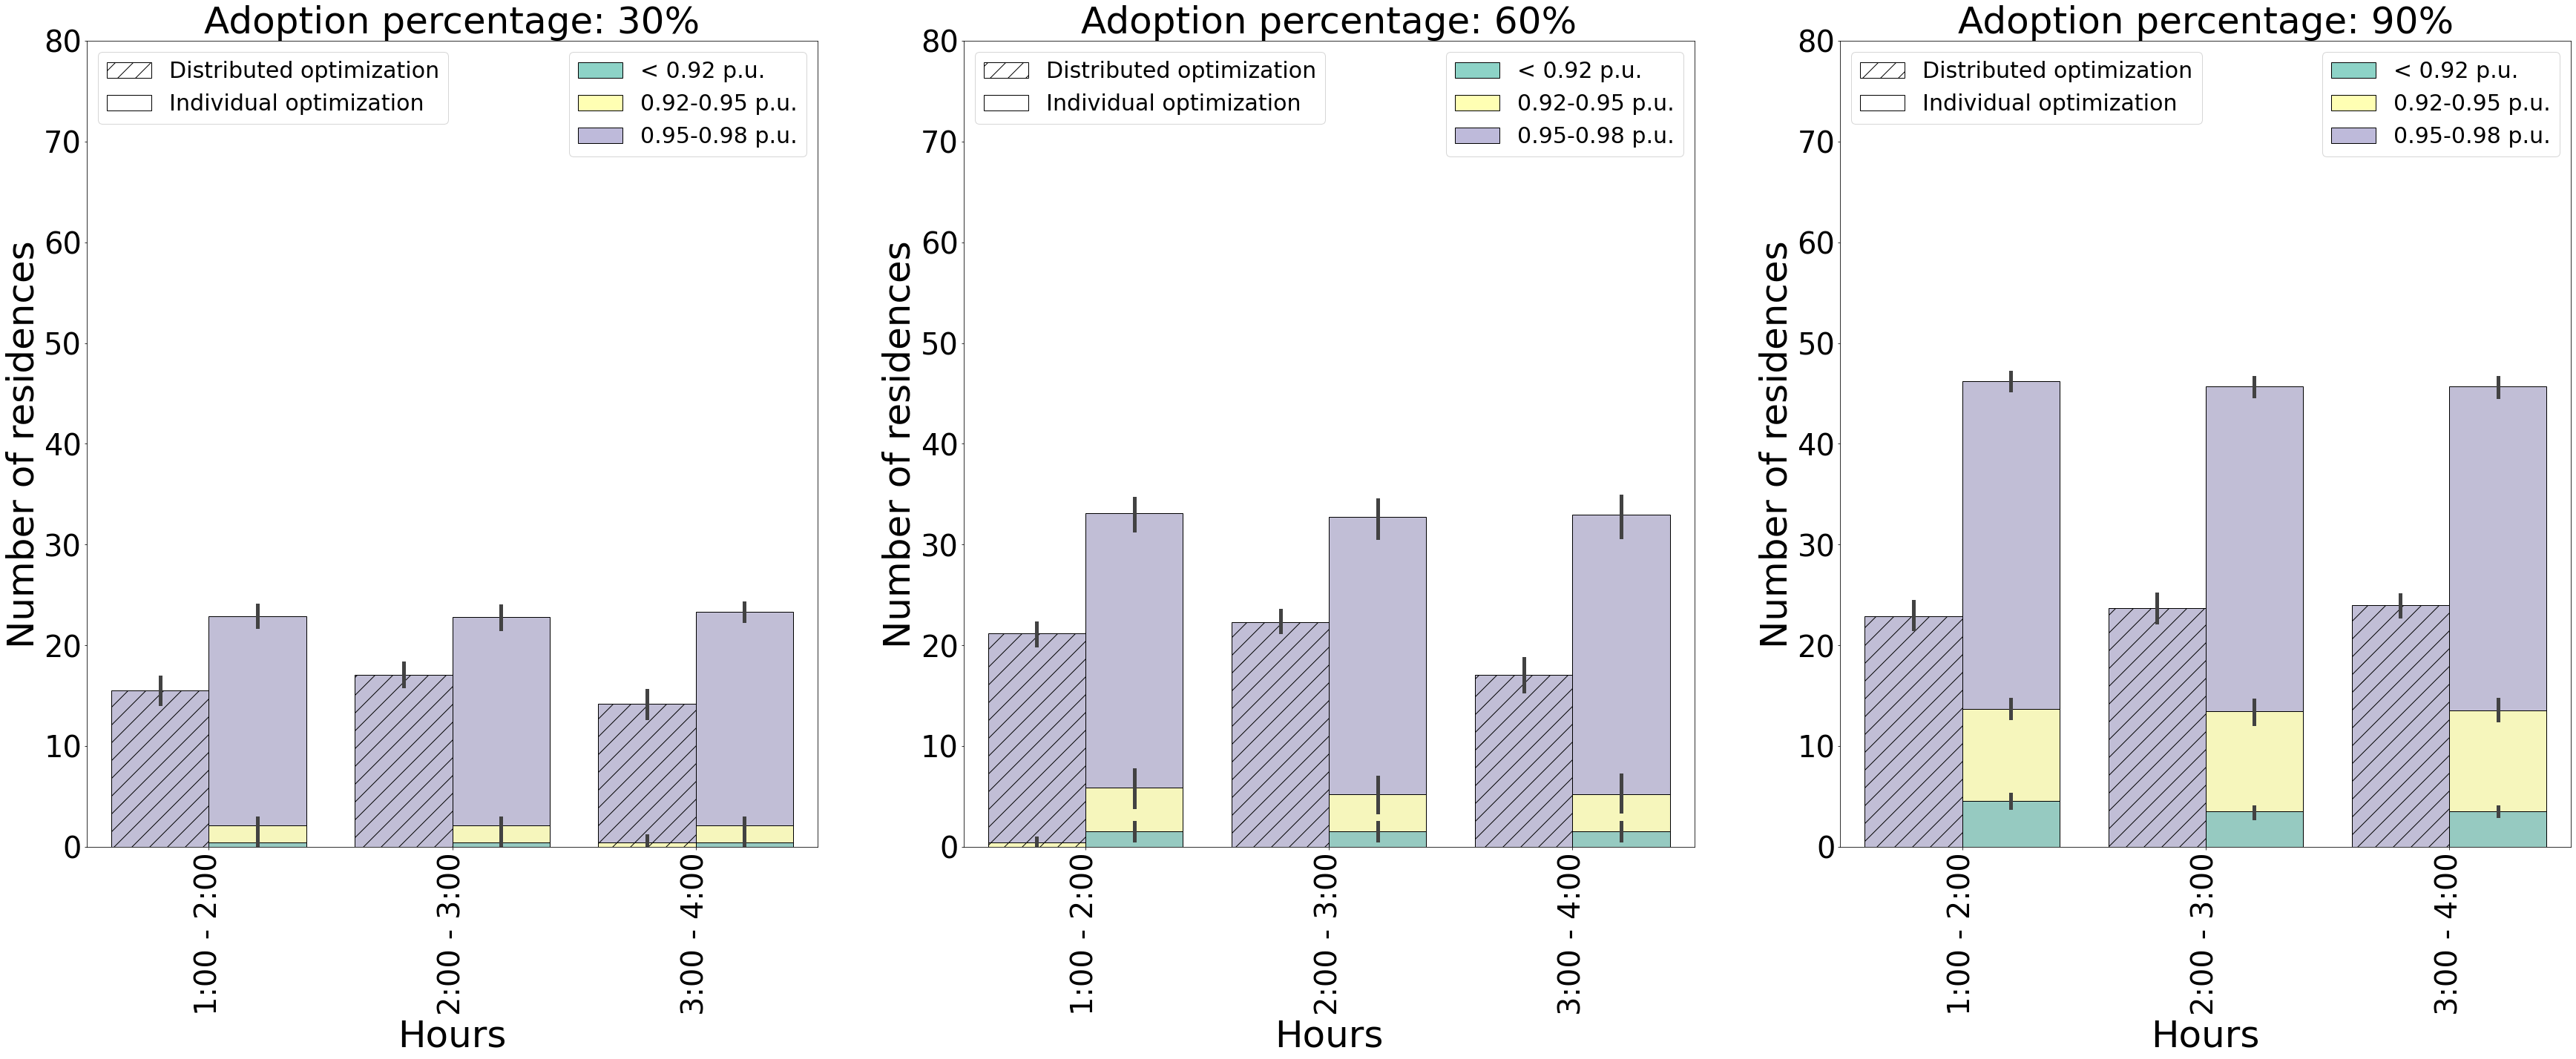 Adoption percentage: 30%
80
70
60
50
40
30
20
10
0
Number of residences
Distributed optimization
Individual optimization
< 0.92 p.u.
0.92-0.95 p.u.
0.95-0.98 p.u.
1:00 - 2:00
2:00 - 3:00
3:00 - 4:00
Hours
Adoption percentage: 60%
80
70
60
50
40
30
20
10
0
Number of residences
Distributed optimization
Individual optimization
< 0.92 p.u.
0.92-0.95 p.u.
0.95-0.98 p.u.
1:00 - 2:00
2:00 - 3:00
3:00 - 4:00
Hours
Adoption percentage: 90%
80
70
60
50
40
30
20
10
0
Number of residences
Distributed optimization
Individual optimization
< 0.92 p.u.
0.92-0.95 p.u.
0.95-0.98 p.u.
1:00 - 2:00
2:00 - 3:00
3:00 - 4:00
Hours